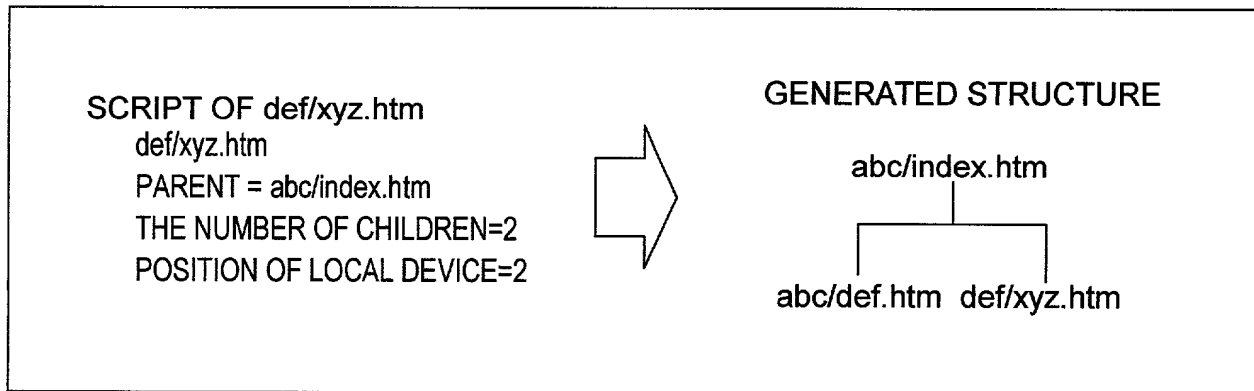 SCRIPT OF def/xyz.htm
def/xyz.htm
PARENT = abc/index.htm
THE NUMBER OF CHILDREN=2
POSITION OF LOCAL DEVICE=2
GENERATED STRUCTURE
abc/index.htm
abc/def.htm def/xyz.htm